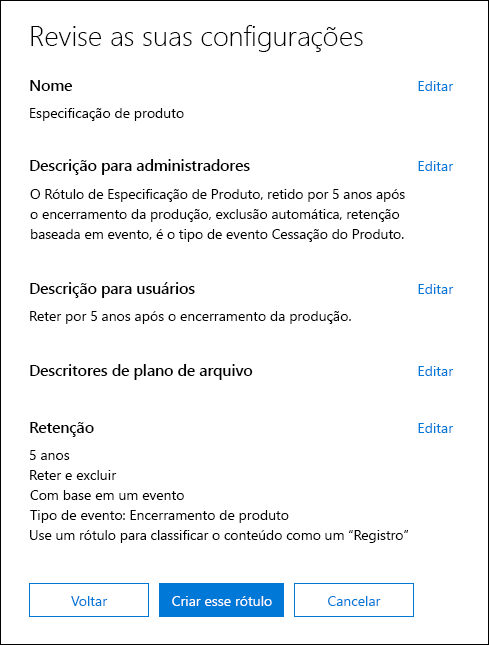 Revise as suas configurações
Nome
Editar
Especificação de produto
Descrição para administradores
Editar
O Rótulo de Especificação de Produto, retido por 5 anos após
o encerramento da produção, exclusão automática, retenção
baseada em evento, é o tipo de evento Cessação do Produto.
Descrição para usuários
Editar
Reter por 5 anos após o encerramento da produção.
Descritores de plano de arquivo
Editar
Retenção
Editar
5 anos
Reter e excluir
Com base em um evento
Tipo de evento: Encerramento de produto
Use um rótulo para classificar o conteúdo como um “Registro”
Voltar
Criar esse rótulo
Cancelar